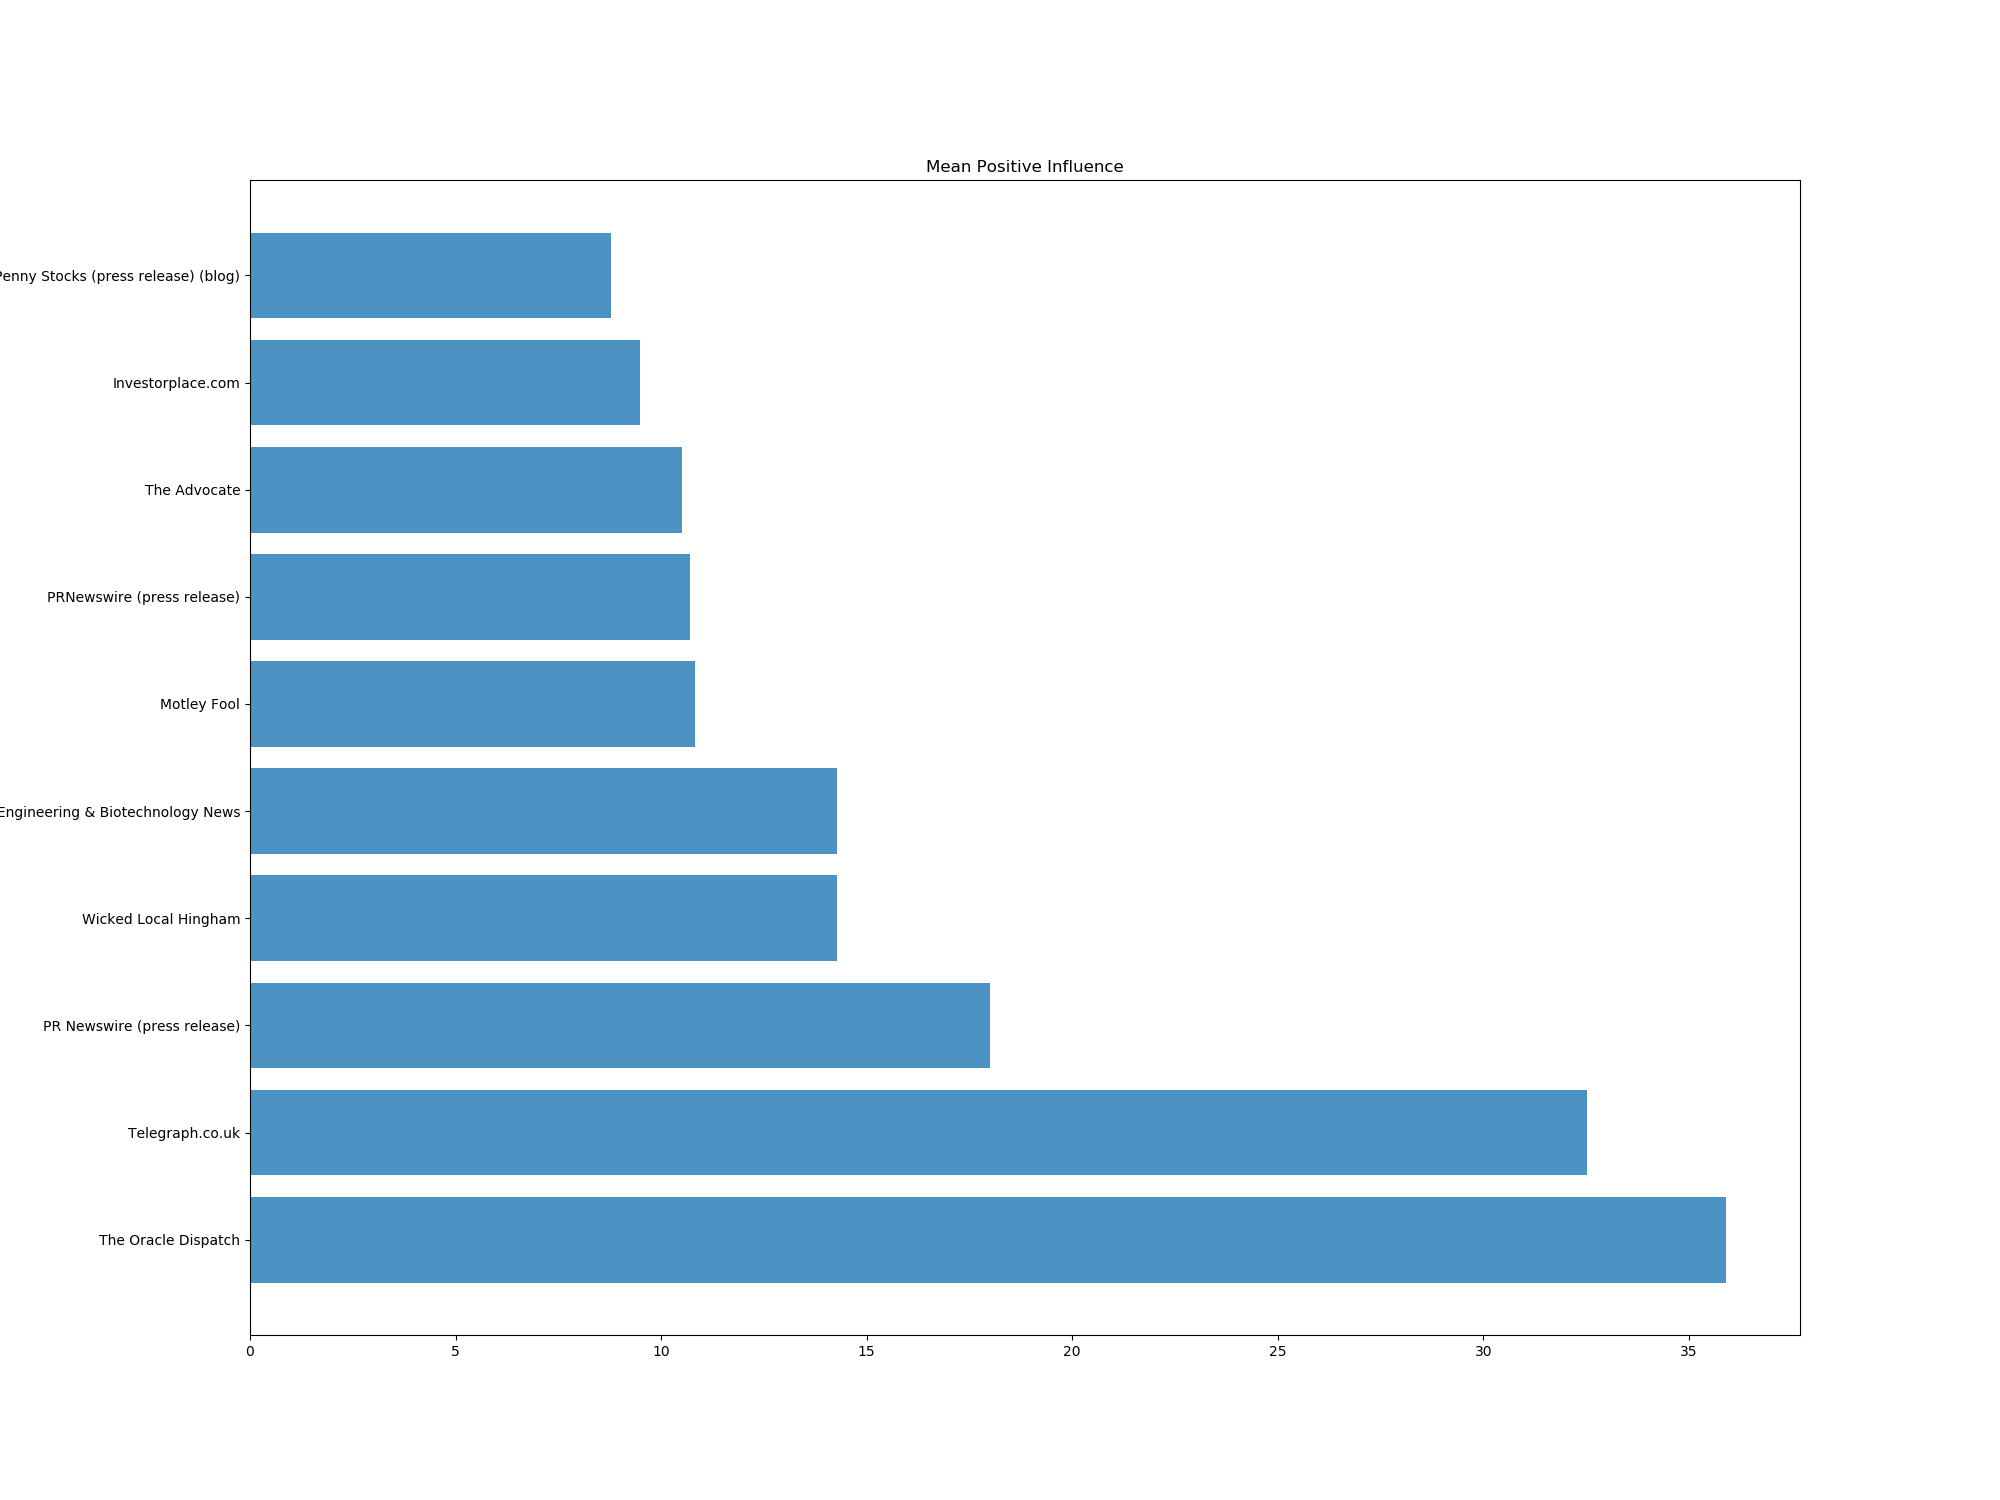 Mean Positive Influence
Penny Stocks (press release) (blog)
Investorplace.com
The Advocate
PRNewswire (press release)
Motley Fool
Engineering & Biotechnology News
Wicked Local Hingham
PR Newswire (press release)
Telegraph.co.uk
The Oracle Dispatch
0 5 10 15 20 25 30 35